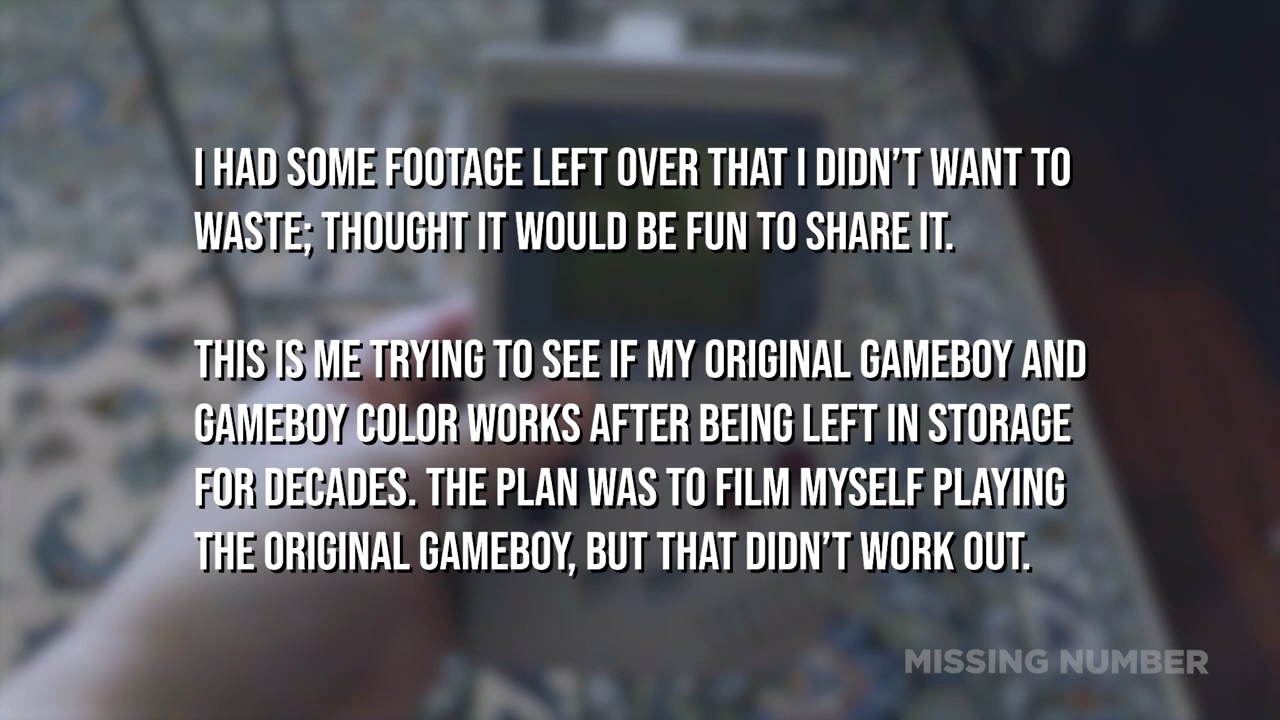 I HAD SOME FOOTAGE LEFT OVER THAT I DIDN'T WANT TO
WASTE; THOUGHT IT WOULD BE FUN TO SHARE IT.
THIS IS ME TRYING TO SEE IF MY ORIGINAL GAMEBOY AND
GAMEBOY COLOR WORKS AFTER BEING LEFT IN STORAGE
FOR DECADES. THE PLAN WAS TO FILM MYSELF PLAYING
THE ORIGINAL GAMEBOY, BUT THAT DIDN'T WORK OUT.
MISSING NUMBER